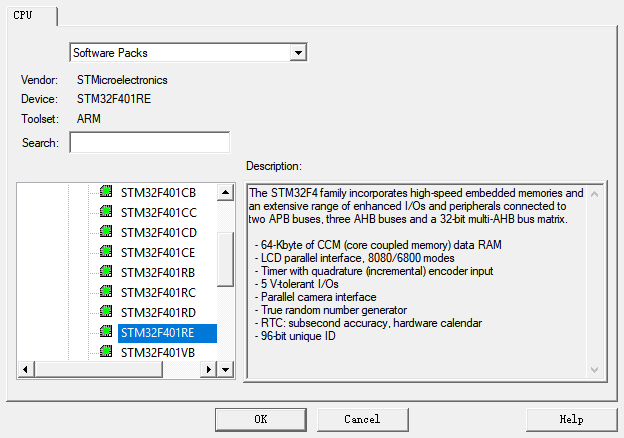 CPU
Software Packs
Vendor: STMicroelectronics
Device: STM32F401RE
Toolset: ARM
Search:
Description:
STM32F401CB
STM32F401CC
STM32F401CD
STM32F401CE
STM32F401RB
STM32F401RC
STM32F401RD
STM32F401RE
STM32F401VB
The STM32F4 family incorporates high-speed embedded memories and
an extensive range of enhanced I/Os and peripherals connected to
two APB buses, three AHB buses and a 32-bit multi-AHB bus matrix.
- 64-Kbyte of CCM (core coupled memory) data RAM
- LCD parallel interface, 8080/6800 modes
- Timer with quadrature (incremental) encoder input
- 5 V-tolerant I/Os
- Parallel camera interface
- True random number generator
- RTC: subsecond accuracy, hardware calendar
- 96-bit unique ID
OK Cancel Help